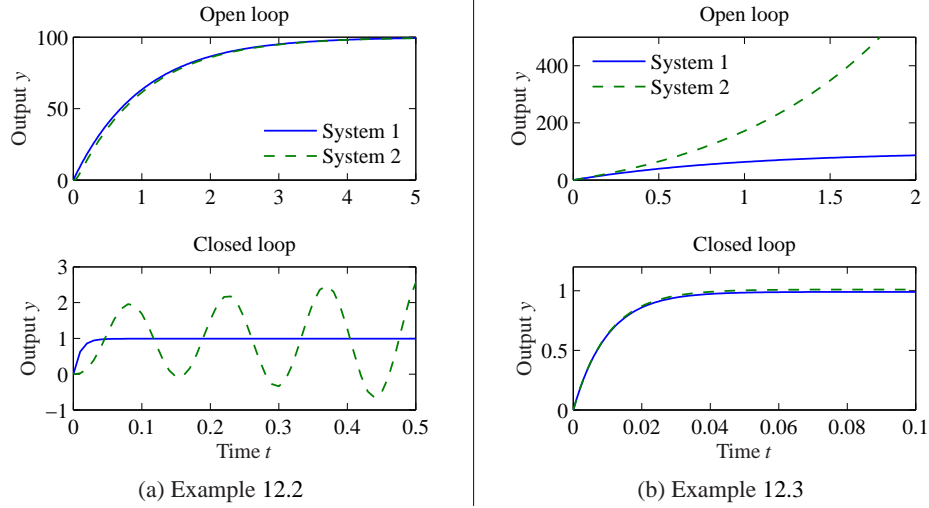 Open loop
100
50
0
Output y
System 1
System 2
0 1 2 3 4 5
Closed loop
3
2
1
0
−1
Output y
0 0.1 0.2 0.3 0.4 0.5
Time t
(a) Example 12.2
Open loop
400
200
0
Output y
System 1
System 2
0 0.5 1 1.5 2
Closed loop
1
0.5
0
Output y
0 0.02 0.04 0.06 0.08 0.1
Time t
(b) Example 12.3